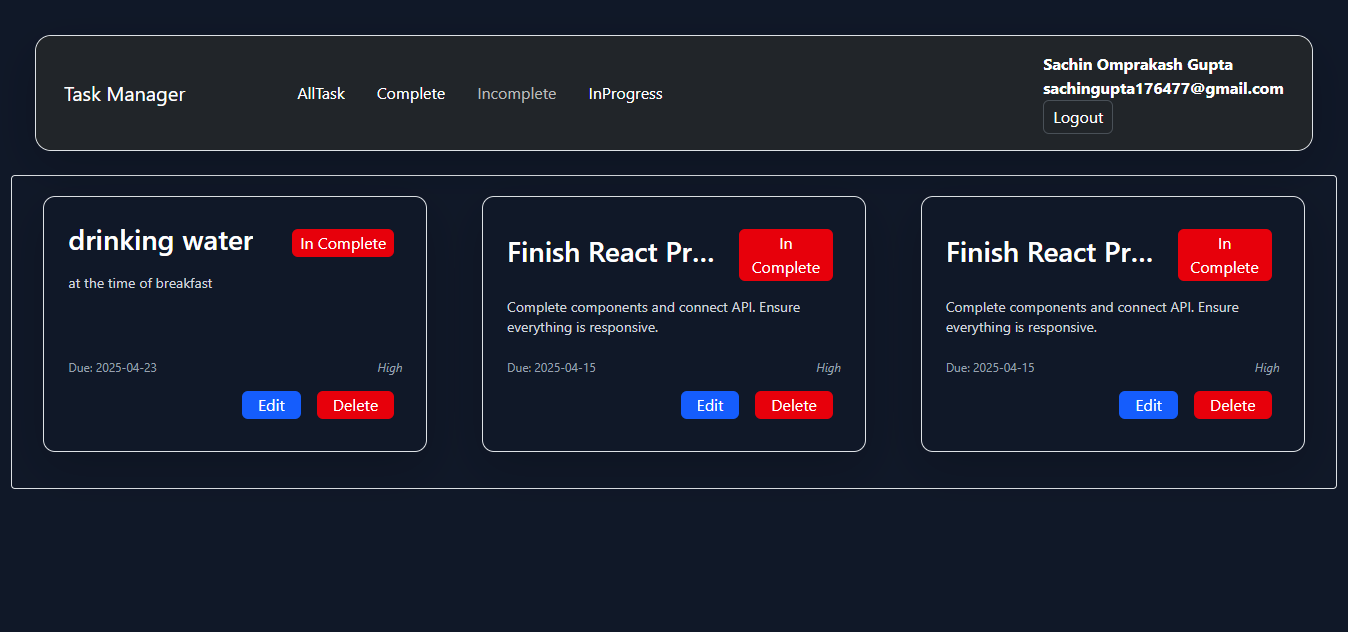 Task Manager
AllTask
Complete
Incomplete
InProgress
Sachin Omprakash Gupta
sachingupta176477@gmail.com
Logout
drinking water
In Complete
at the time of breakfast
Due: 2025-04-23
High
Edit
Delete
Finish React Pr...
In
Complete
Complete components and connect API. Ensure
everything is responsive.
Due: 2025-04-15
High
Edit
Delete
Finish React Pr...
In
Complete
Complete components and connect API. Ensure
everything is responsive.
Due: 2025-04-15
High
Edit
Delete